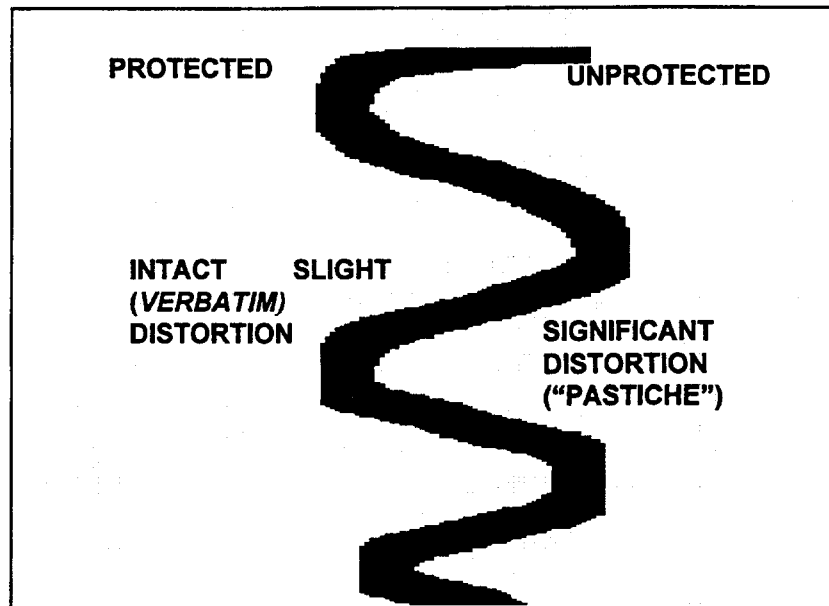 PROTECTED
UNPROTECTED
INTACT SLIGHT
(VERBATIM)
DISTORTION
SIGNIFICANT
DISTORTION
("PASTICHE")